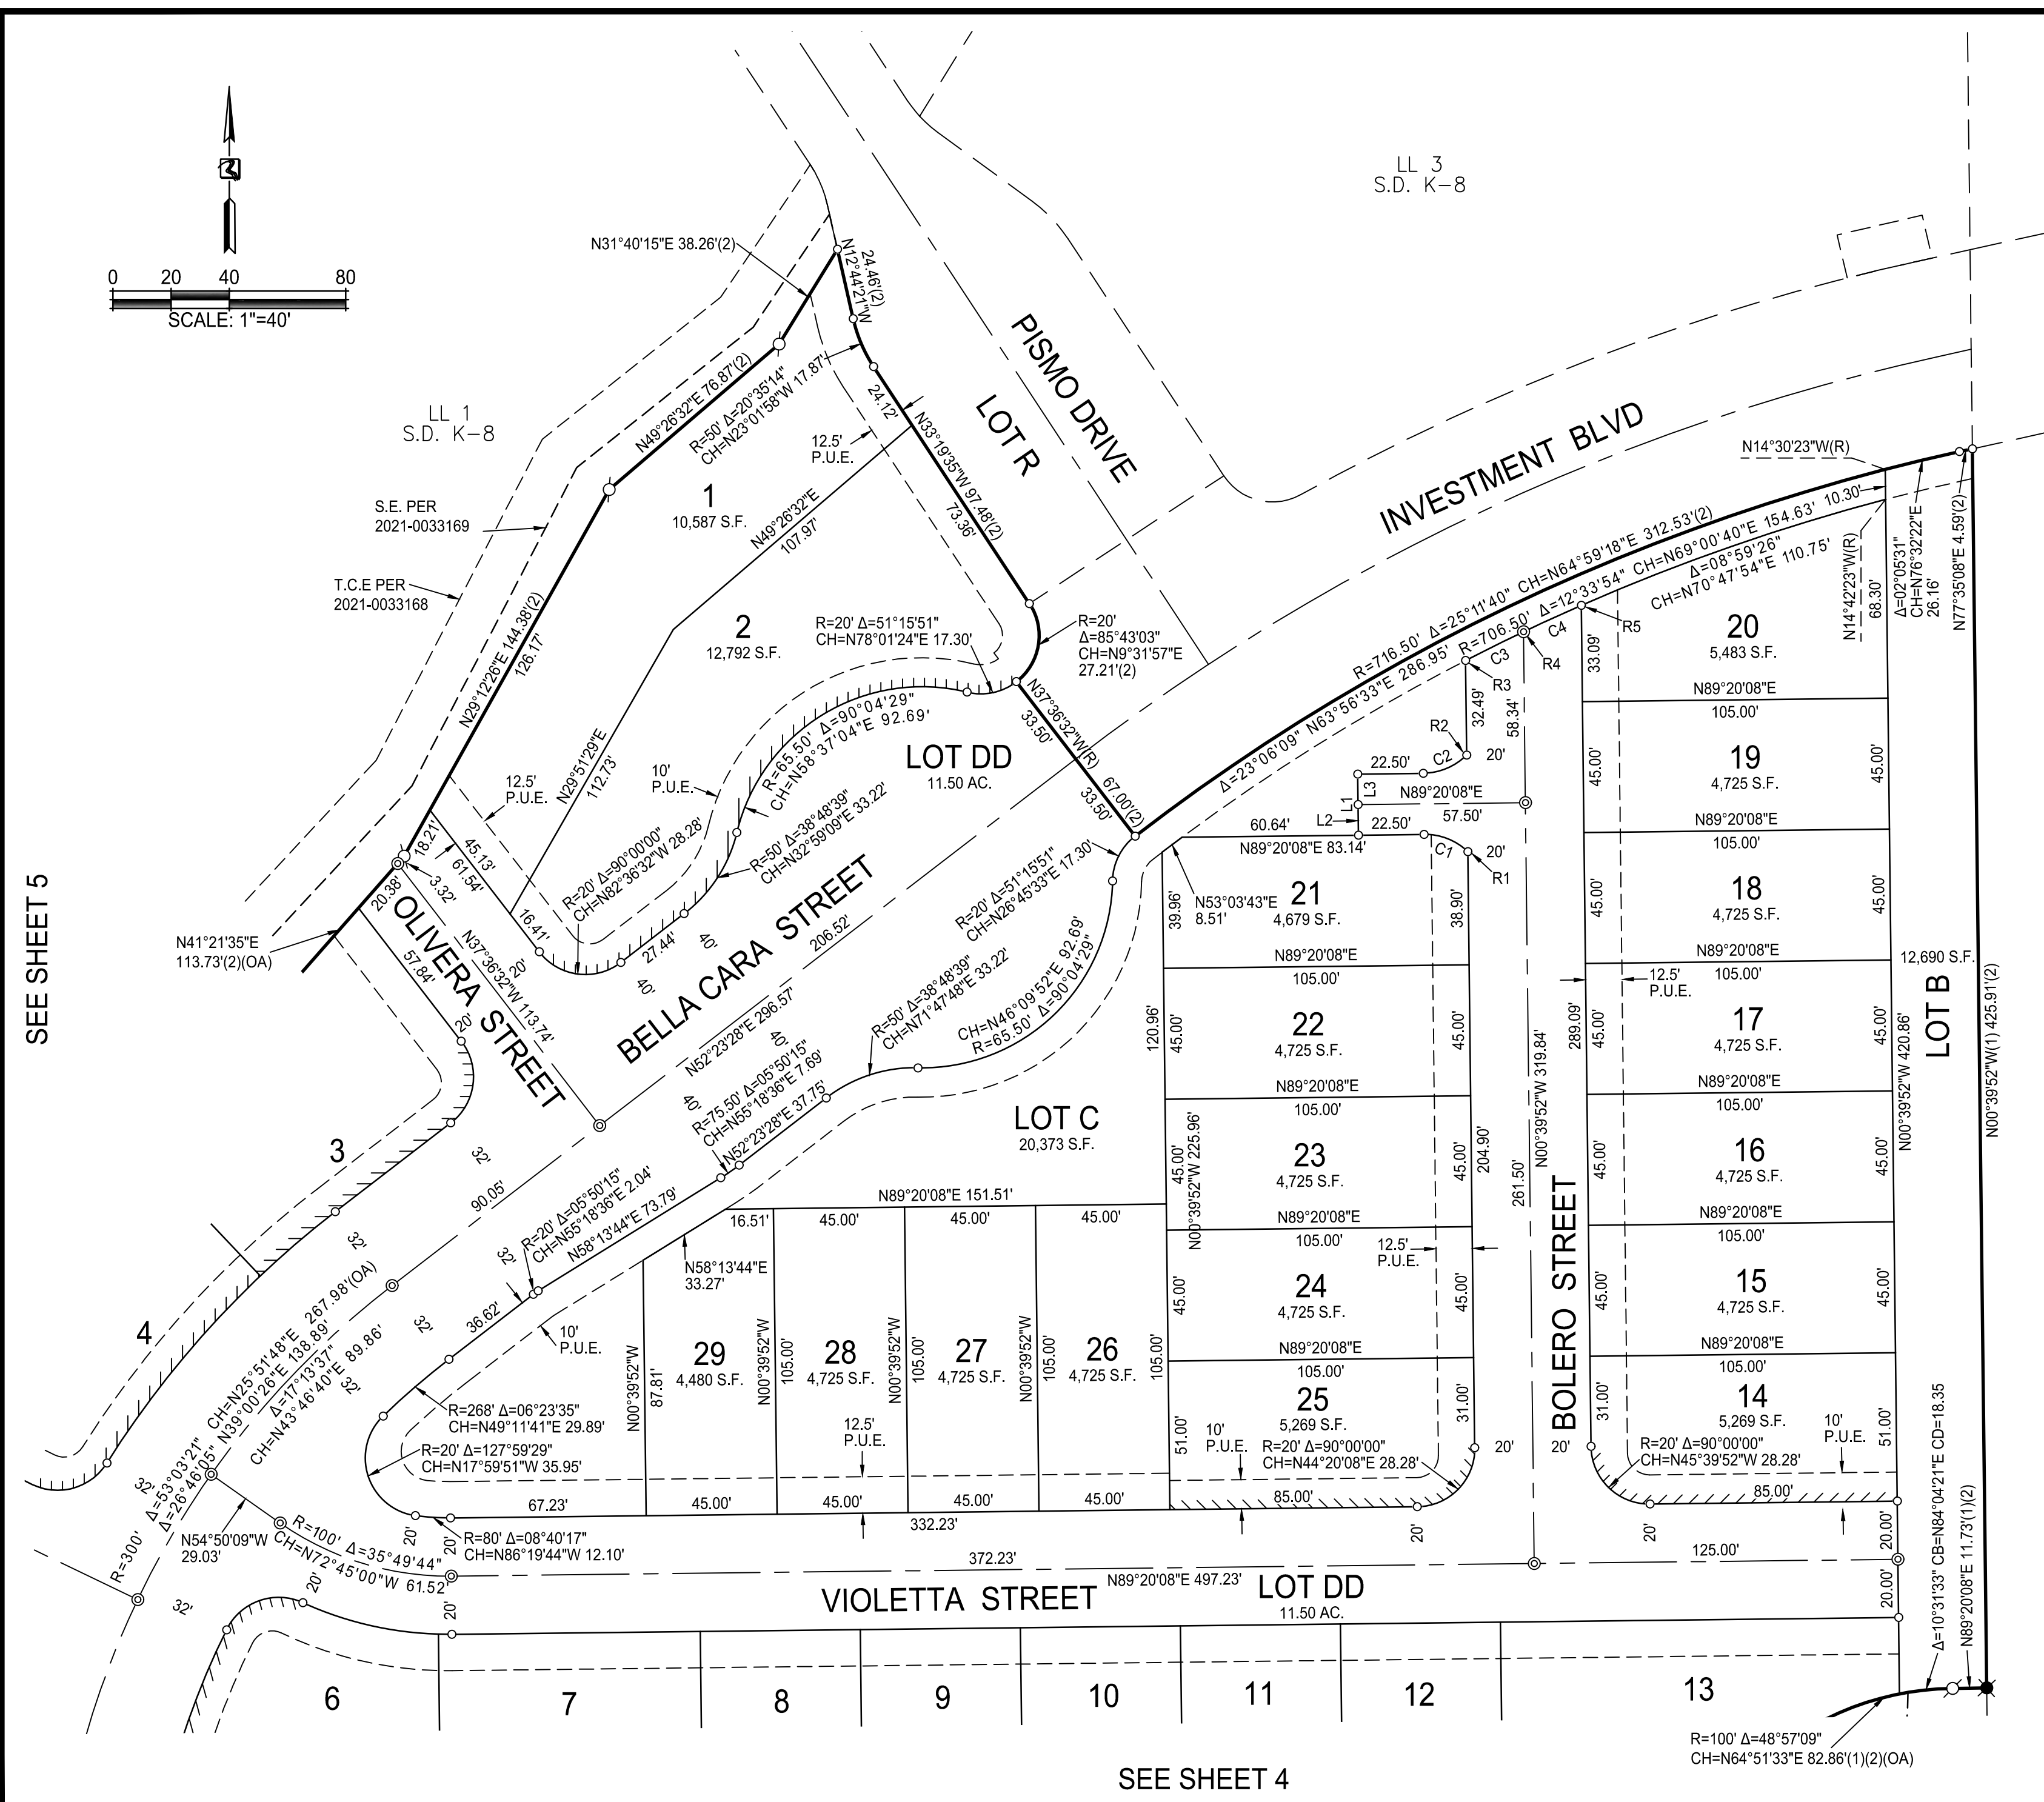 LL 3
S.D. K-8
0 20 40 80
SCALE: 1"=40'
N31°40'15"E 38.26'(2)
24.46'(2)
N12°44'21"W
PISMO DRIVE
LOT R
LL 1
S.D. K-8
N49°26'32"E 76.87'(2)
R=50' Δ=20°35'14"
CH=N23°01'58"W 17.87'
24.12'
N33°19'35"W 97.48'(2)
73.36'
12.5'
P.U.E.
1
10,587 S.F.
N49°26'32"E
107.97'
S.E. PER
2021-0033169
T.C.E PER
2021-0033168
INVESTMENT BLVD
N14°30'23"W(R)
10.30'
N14°42'23"W(R)
68.30'
Δ=02°05'31"
CH=N76°32'22"E
26.16'
N77°35'08"E 4.59'(2)
R=716.50' Δ=25°11'40" CH=N64°59'18"E 312.53'(2)
R=706.50' Δ=12°33'54" CH=N69°00'40"E 154.63'
Δ=08°59'26"
CH=N70°47'54"E 110.75'
Δ=23°06'09" N63°56'33"E 286.95'
N29°12'26"E 144.38'(2)
126.17'
2
12,792 S.F.
R=20' Δ=51°15'51"
CH=N78°01'24"E 17.30'
R=20'
Δ=85°43'03"
CH=N9°31'57"E
27.21'(2)
N37°36'32"W(R)
67.00'(2)
33.50'
33.50'
R=65.50' Δ=90°04'29"
CH=N58°37'04"E 92.69'
LOT DD
11.50 AC.
N29°51'29"E
112.73'
12.5'
P.U.E.
10'
P.U.E.
R=50' Δ=38°48'39"
CH=N32°59'09"E 33.22'
R=20' Δ=90°00'00"
CH=N82°36'32"W 28.28'
18.21'
45.13'
61.54'
16.41'
27.44'
40'
40'
3.32'
20.38'
20'
57.84'
20'
N41°21'35"E
113.73'(2)(OA)
OLIVERA STREET
N37°36'32"W 113.74'
BELLA CARA STREET
206.52'
N52°23'28"E 296.57'
40'
40'
R=20' Δ=51°15'51"
CH=N26°45'33"E 17.30'
R=50' Δ=38°48'39"
CH=N71°47'48"E 33.22'
CH=N46°09'52"E 92.69'
R=65.50' Δ=90°04'29"
R=75.50' Δ=05°50'15"
CH=N55°18'36"E 7.69'
N52°23'28"E 37.75'
R=20' Δ=05°50'15"
CH=N55°18'36"E 2.04'
N58°13'44"E 73.79'
SEE SHEET 5
C3
C4
R3
R4
R5
R2
C2
20'
32.49'
58.34'
33.09'
22.50'
L1
L3
L2
N89°20'08"E
57.50'
22.50'
60.64'
N89°20'08"E 83.14'
C1
20'
R1
N53°03'43"E
8.51'
20
5,483 S.F.
N89°20'08"E
105.00'
19
4,725 S.F.
45.00'
45.00'
N89°20'08"E
105.00'
18
4,725 S.F.
45.00'
45.00'
N89°20'08"E
105.00'
12.5'
P.U.E.
17
4,725 S.F.
45.00'
45.00'
289.09'
N89°20'08"E
105.00'
16
4,725 S.F.
45.00'
45.00'
N89°20'08"E
105.00'
15
4,725 S.F.
45.00'
45.00'
N89°20'08"E
105.00'
14
5,269 S.F.
31.00'
51.00'
10'
P.U.E.
R=20' Δ=90°00'00"
CH=N45°39'52"W 28.28'
85.00'
20'
20'
12,690 S.F.
LOT B
N00°39'52"W 420.86'
N00°39'52"W(1) 425.91'(2)
21
4,679 S.F.
39.96'
38.90'
N89°20'08"E
105.00'
22
4,725 S.F.
120.96'
45.00'
45.00'
N89°20'08"E
105.00'
23
4,725 S.F.
45.00'
N00°39'52"W 225.96'
45.00'
204.90'
N89°20'08"E
105.00'
12.5'
P.U.E.
24
4,725 S.F.
45.00'
45.00'
N89°20'08"E
105.00'
25
5,269 S.F.
51.00'
31.00'
10'
P.U.E.
R=20' Δ=90°00'00"
CH=N44°20'08"E 28.28'
85.00'
20'
20'
BOLERO STREET
N00°39'52"W 319.84'
261.50'
LOT C
20,373 S.F.
N89°20'08"E 151.51'
16.51'
45.00'
45.00'
45.00'
N58°13'44"E
33.27'
29
4,480 S.F.
N00°39'52"W
87.81'
28
4,725 S.F.
N00°39'52"W
105.00'
27
4,725 S.F.
N00°39'52"W
105.00'
26
4,725 S.F.
N00°39'52"W
105.00'
105.00'
12.5'
P.U.E.
67.23'
45.00'
45.00'
45.00'
45.00'
332.23'
3
4
32'
90.05'
32'
32'
32'
32'
36.62'
10'
P.U.E.
CH=N25°51'48"E 267.98'(OA)
Δ=53°03'21"
N39°00'26"E 138.89'
Δ=26°46'05"
Δ=17°13'37"
CH=N43°46'40"E 89.86'
R=300'
32'
32'
R=268' Δ=06°23'35"
CH=N49°11'41"E 29.89'
R=20' Δ=127°59'29"
CH=N17°59'51"W 35.95'
N54°50'09"W
29.03'
R=100' Δ=35°49'44"
CH=N72°45'00"W 61.52'
R=80' Δ=08°40'17"
CH=N86°19'44"W 12.10'
20'
20'
20'
20'
372.23'
N89°20'08"E 497.23'
125.00'
VIOLETTA STREET
LOT DD
11.50 AC.
20.00'
20.00'
Δ=10°31'33" CB=N84°04'21"E CD=18.35
N89°20'08"E 11.73'(1)(2)
6
7
8
9
10
11
12
13
R=100' Δ=48°57'09"
CH=N64°51'33"E 82.86'(1)(2)(OA)
SEE SHEET 4